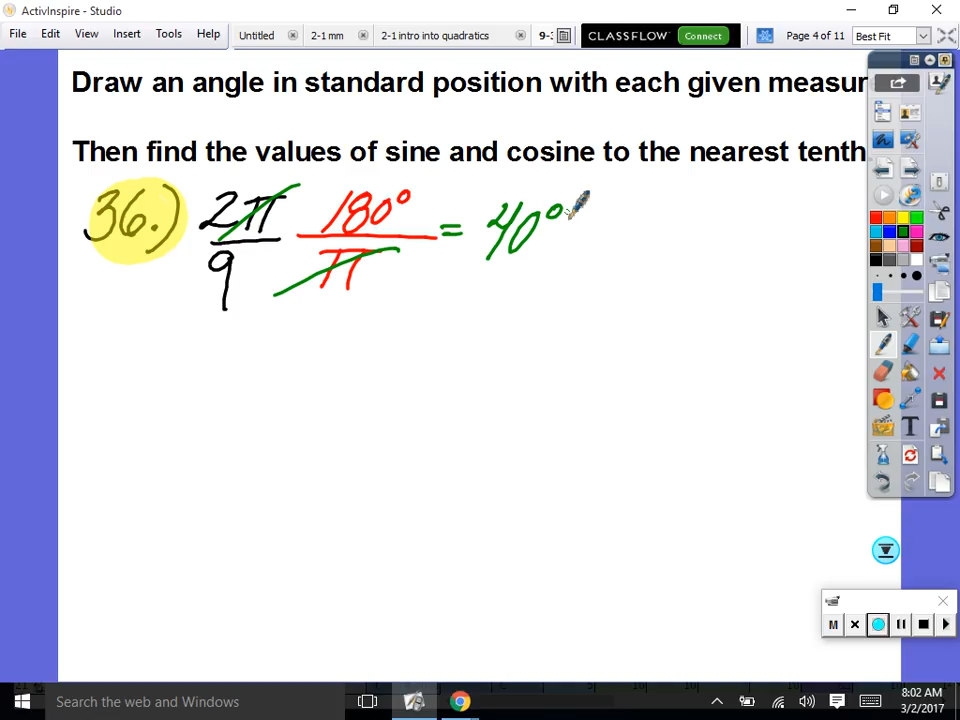 ActivInspire - Studio
File Edit View Insert Tools Help
Untitled 2-1 mm 2-1 intro into quadratics 9-3
CLASSFLOW Connect
Page 4 of 11 Best Fit
Draw an angle in standard position with each given measur
Then find the values of sine and cosine to the nearest tenth
36.) 2π 180° = 40°
9 π
T
M
Search the web and Windows
8:02 AM
3/2/2017